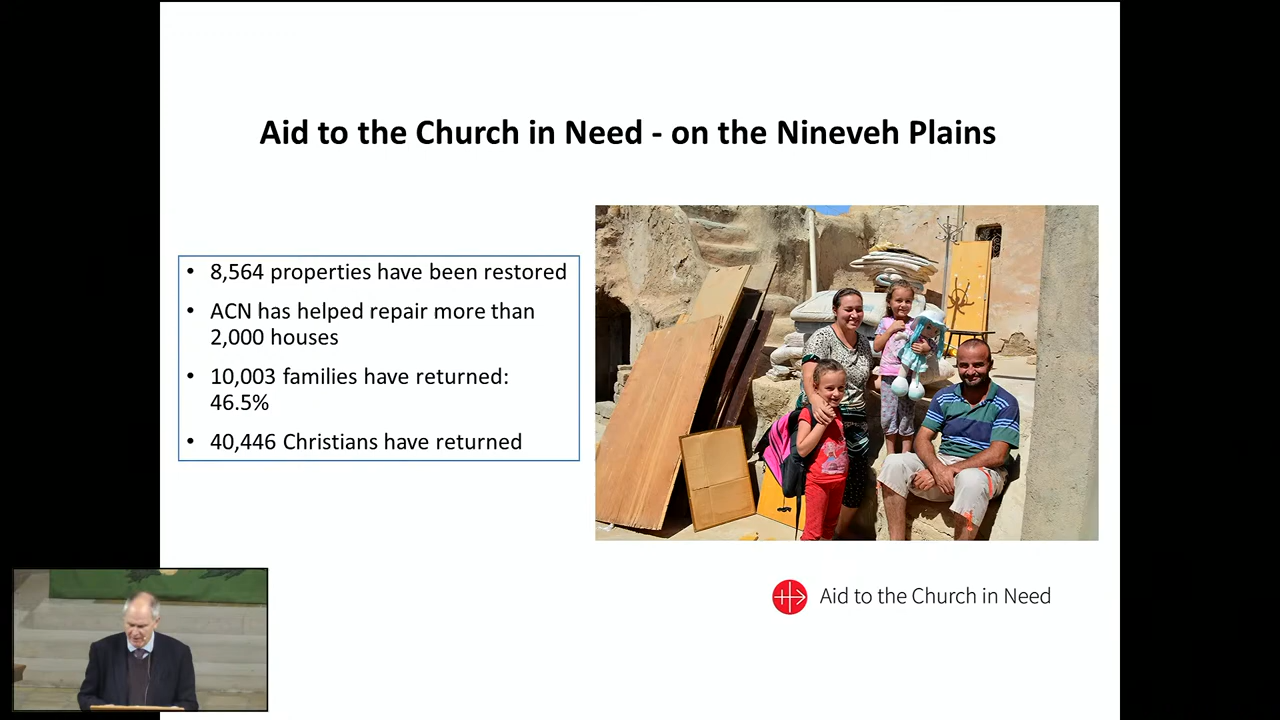 Aid to the Church in Need - on the Nineveh Plains
• 8,564 properties have been restored
• ACN has helped repair more than
2,000 houses
• 10,003 families have returned:
46.5%
• 40,446 Christians have returned
Aid to the Church in Need